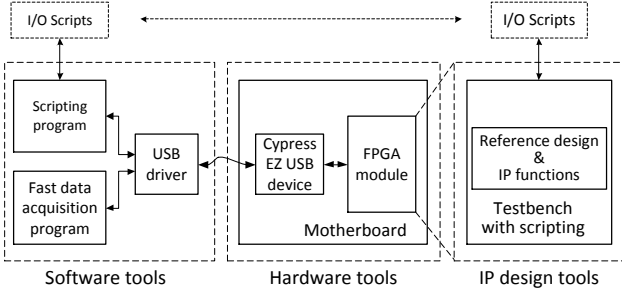 I/O Scripts
I/O Scripts
Scripting
program
Fast data
acquisition
program
USB
driver
Cypress
EZ USB
device
FPGA
module
Motherboard
Reference design
&
IP functions
Testbench
with scripting
Software tools
Hardware tools
IP design tools